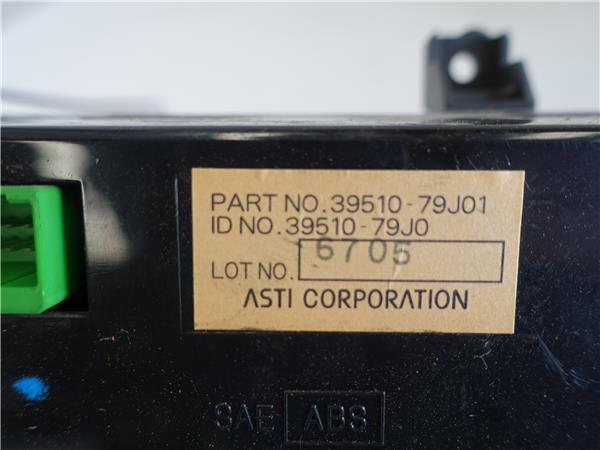 PART NO. 39510-79J01
ID NO. 39510-79J0
6705
LOT NO.
ASTI CORPORATION
SAE ABS